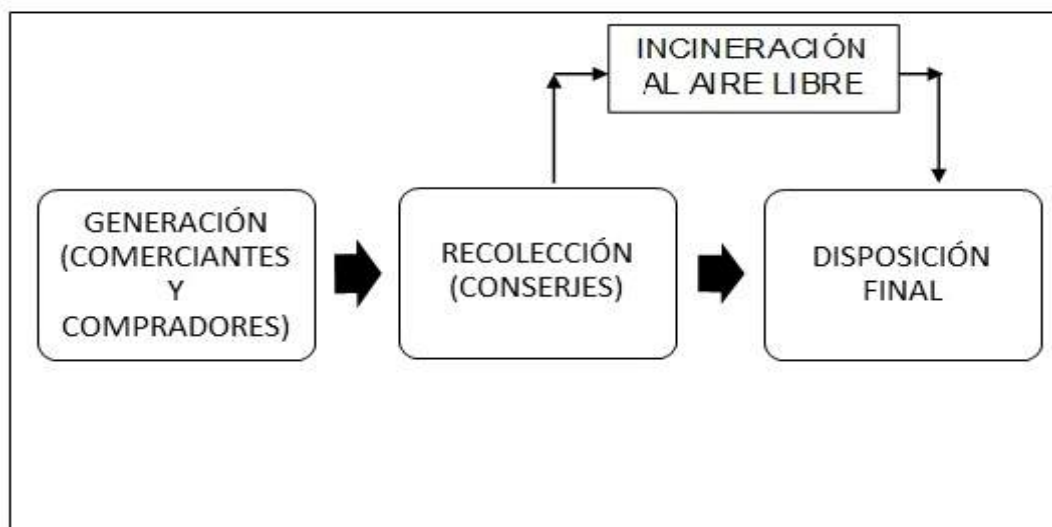 INCINERACIÓN
AL AIRE LIBRE
GENERACIÓN
(COMERCIANTES
Y
COMPRADORES)
RECOLECCIÓN
(CONSERJES)
DISPOSICIÓN
FINAL